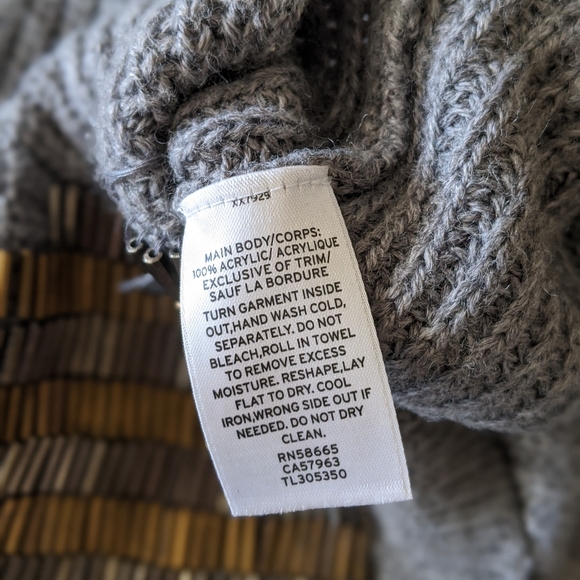 XX7929
MAIN BODY/CORPS:
100% ACRYLIC/ ACRYLIQUE
EXCLUSIVE OF TRIM/
SAUF LA BORDURE
TURN GARMENT INSIDE
OUT,HAND WASH COLD,
SEPARATELY. DO NOT
BLEACH,ROLL IN TOWEL
TO REMOVE EXCESS
MOISTURE. RESHAPE,LAY
FLAT TO DRY. COOL
IRON,WRONG SIDE OUT IF
NEEDED. DO NOT DRY
CLEAN.
RN58665
CA57963
TL305350